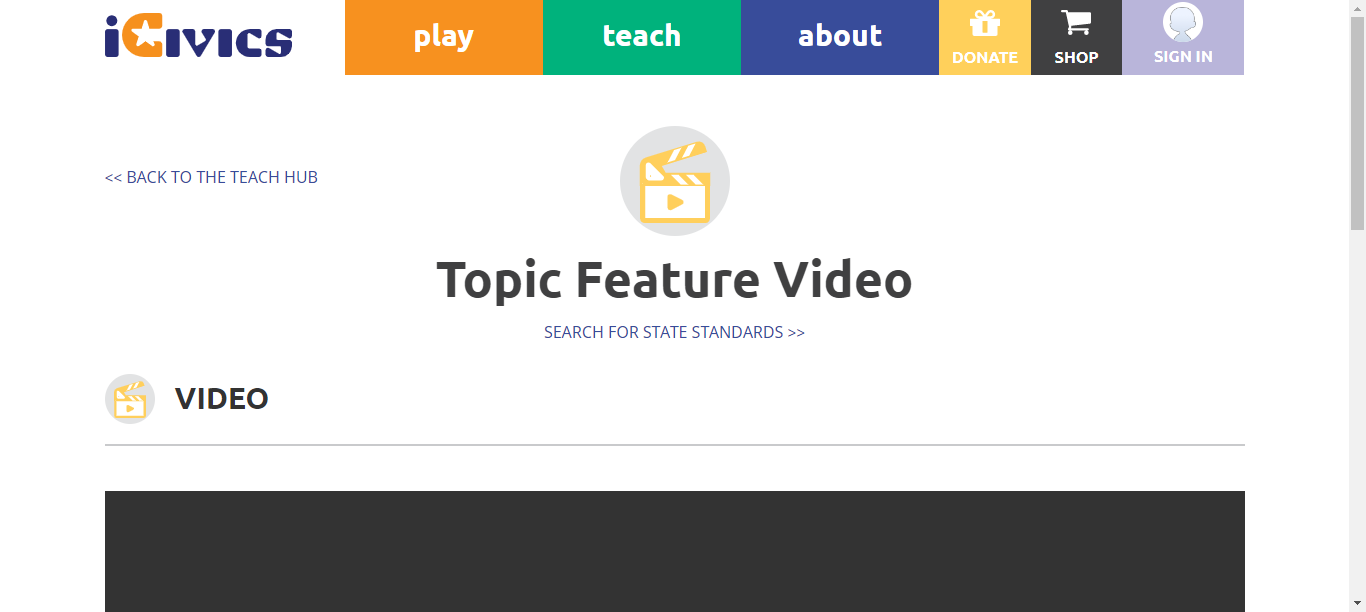 iCivics
play
teach
about
DONATE
SHOP
SIGN IN
<< BACK TO THE TEACH HUB
Topic Feature Video
SEARCH FOR STATE STANDARDS >>
VIDEO